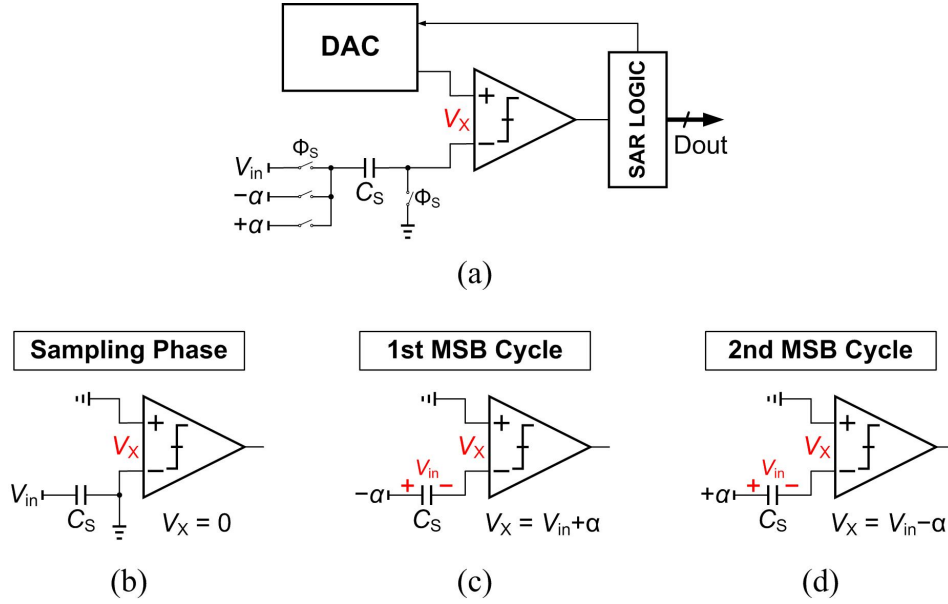 DAC
SAR LOGIC
Dout
+
V_X
−
V_in
Φ_S
C_S
Φ_S
−α
+α
(a)
Sampling Phase
1st MSB Cycle
2nd MSB Cycle
+
V_X
−
V_in
C_S
V_X = 0
+
V_X
−
V_in
+ −
−α
C_S
V_X = V_in+α
+
V_X
−
V_in
+ −
+α
C_S
V_X = V_in−α
(b)
(c)
(d)